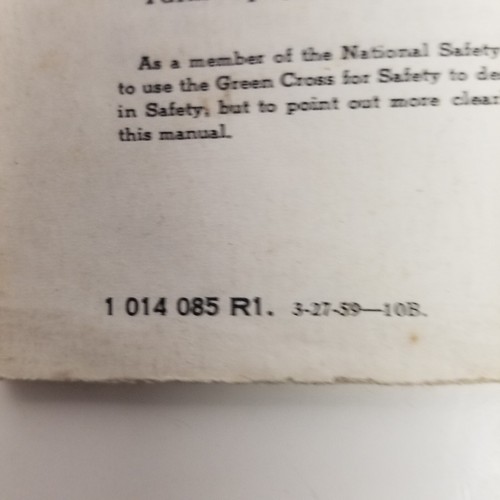 As a member of the National Safety
to use the Green Cross for Safety to de
in Safety, but to point out more clear
this manual.
1 014 085 R1. 3-27-59—10B.